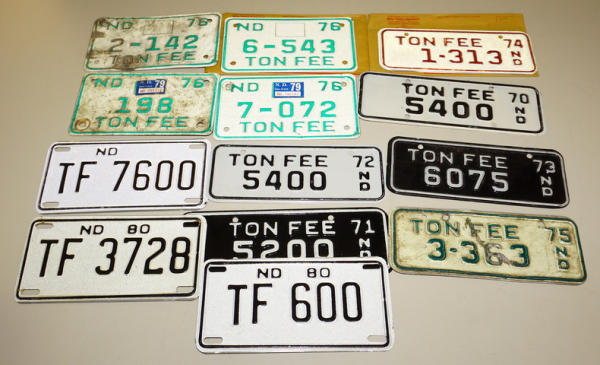 ND 76
2-142
TON FEE
ND 76
6-543
TON FEE
TON FEE 74
1-313 ND
ND 79 76
198
TON FEE
N.D. 79 76
7-072
TON FEE
TON FEE 70
5400 ND
ND
TF 7600
TON FEE 72
5400 ND
TON FEE 73
6075 ND
ND 80
TF 3728
TON FEE 71
5200 ND
TON FEE 75
3-363 ND
ND 80
TF 600